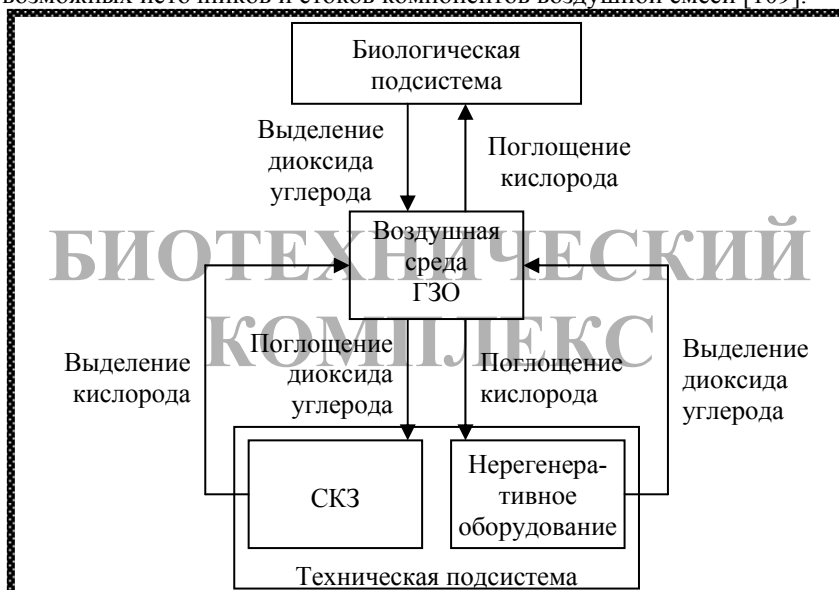 возможных источников и стоков компонентов воздушной смеси [169].
Биологическая
подсистема
Выделение
диоксида
углерода
Поглощение
кислорода
Воздушная
среда
ГЗО
БИОТЕХНИЧЕСКИЙ
КОМПЛЕКС
Выделение
кислорода
Поглощение
диоксида
углерода
Поглощение
кислорода
Выделение
диоксида
углерода
СКЗ
Нерегенера-
тивное
оборудование
Техническая подсистема